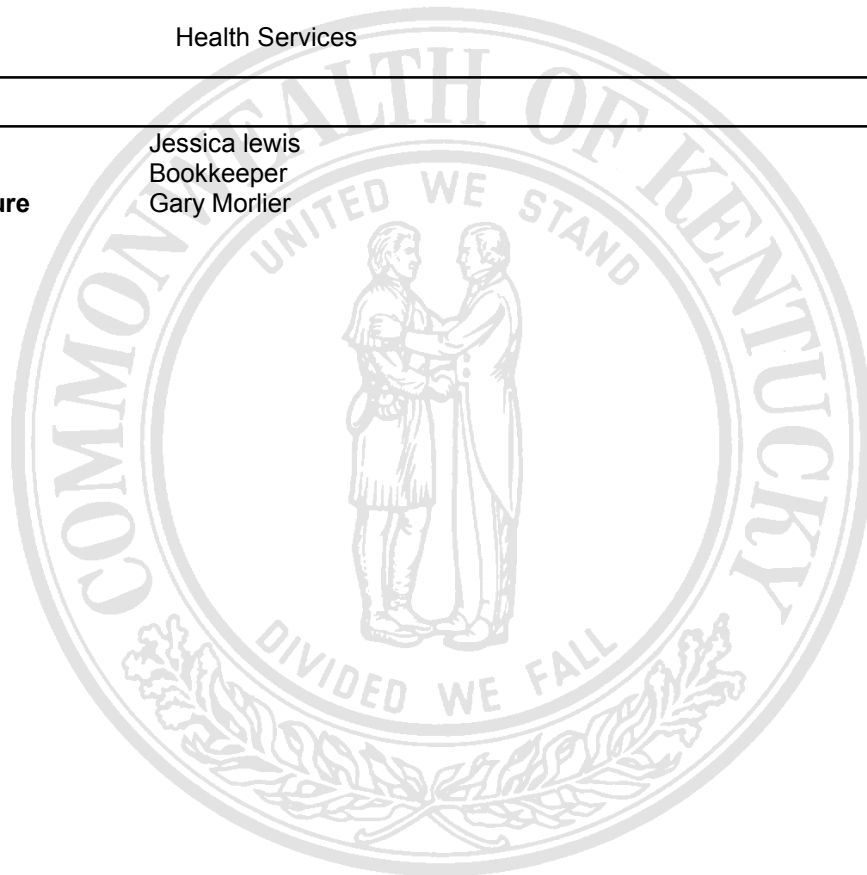 Health Services
Jessica lewis
Bookkeeper
ure Gary Morlier
COMMONWEALTH OF KENTUCKY
UNITED WE STAND
DIVIDED WE FALL